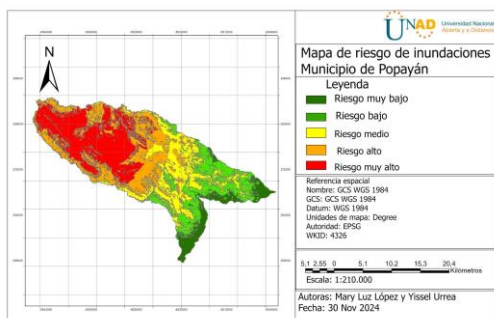 UNAD
Universidad Nacional
Abierta y a Distancia
Mapa de riesgo de inundaciones
Municipio de Popayán
Leyenda
Riesgo muy bajo
Riesgo bajo
Riesgo medio
Riesgo alto
Riesgo muy alto
Referencia espacial
Nombre: GCS WGS 1984
GCS: GCS WGS 1984
Datum: WGS 1984
Unidades de mapa: Degree
Autoridad: EPSG
WKID: 4326
5,1 2,55 0 5,1 10,2 15,3 20,4
Kilómetros
Escala: 1:210.000
Autoras: Mary Luz López y Yissel Urrea
Fecha: 30 Nov 2024
N